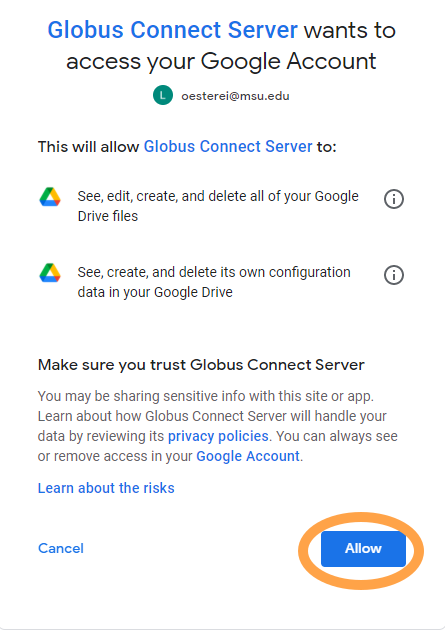 Globus Connect Server wants to
access your Google Account
L oesterei@msu.edu
This will allow Globus Connect Server to:
See, edit, create, and delete all of your Google
Drive files
See, create, and delete its own configuration
data in your Google Drive
Make sure you trust Globus Connect Server
You may be sharing sensitive info with this site or app.
Learn about how Globus Connect Server will handle your
data by reviewing its privacy policies. You can always see
or remove access in your Google Account.
Learn about the risks
Cancel
Allow